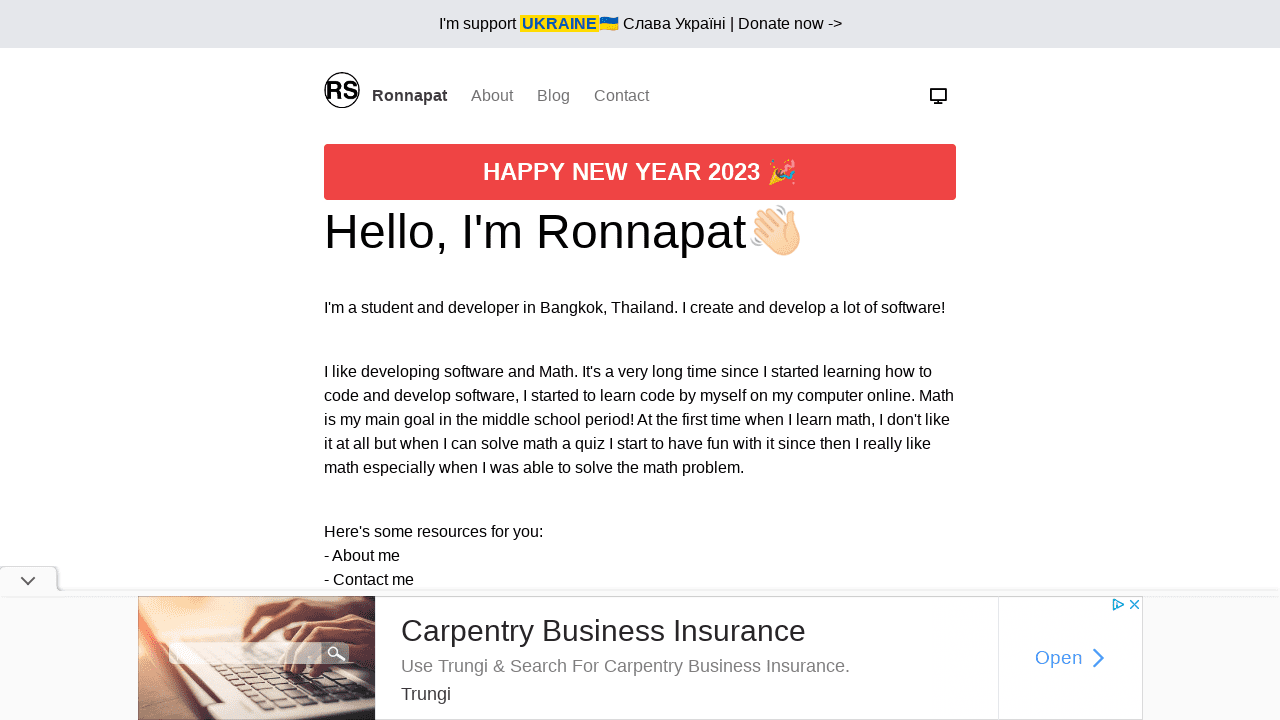 I'm support UKRAINE🇺🇦 Слава Україні | Donate now ->
RS Ronnapat About Blog Contact
HAPPY NEW YEAR 2023 🎉
Hello, I'm Ronnapat👋🏻
I'm a student and developer in Bangkok, Thailand. I create and develop a lot of software!
I like developing software and Math. It's a very long time since I started learning how to
code and develop software, I started to learn code by myself on my computer online. Math
is my main goal in the middle school period! At the first time when I learn math, I don't like
it at all but when I can solve math a quiz I start to have fun with it since then I really like
math especially when I was able to solve the math problem.
Here's some resources for you:
- About me
- Contact me
Carpentry Business Insurance
Use Trungi & Search For Carpentry Business Insurance.
Trungi
Open